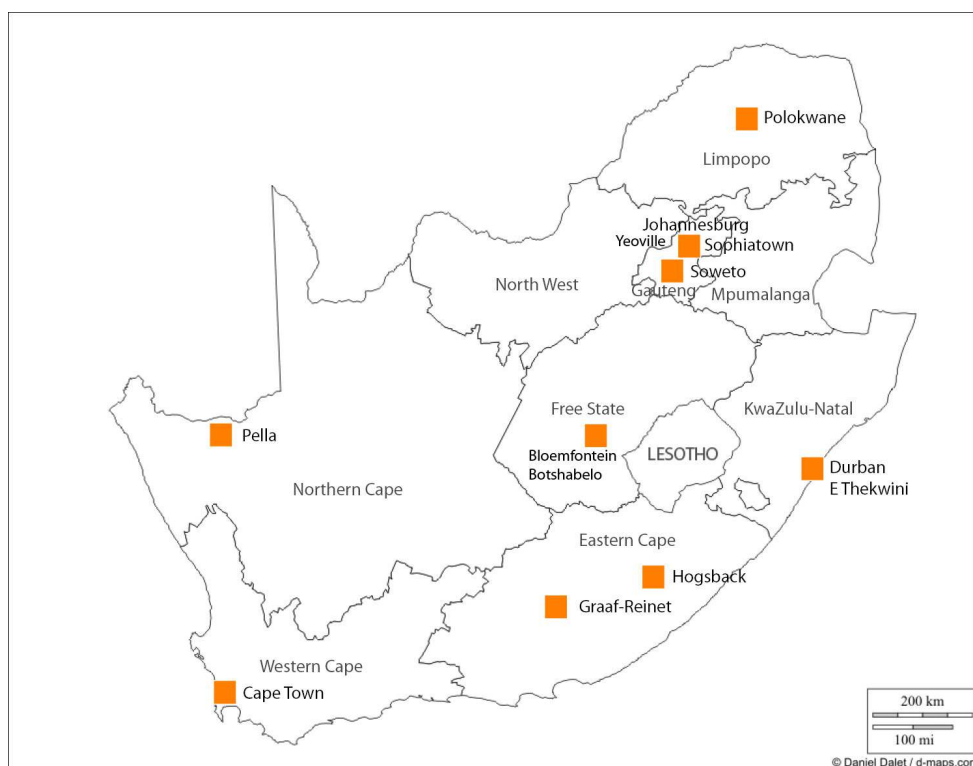 Polokwane
Limpopo
Johannesburg
Yeoville
Sophiatown
Soweto
Gauteng
North West
Mpumalanga
Free State
KwaZulu-Natal
Pella
Bloemfontein
Botshabelo
LESOTHO
Durban
E Thekwini
Northern Cape
Eastern Cape
Hogsback
Graaf-Reinet
Western Cape
Cape Town
200 km
100 mi
© Daniel Dalet / d-maps.com